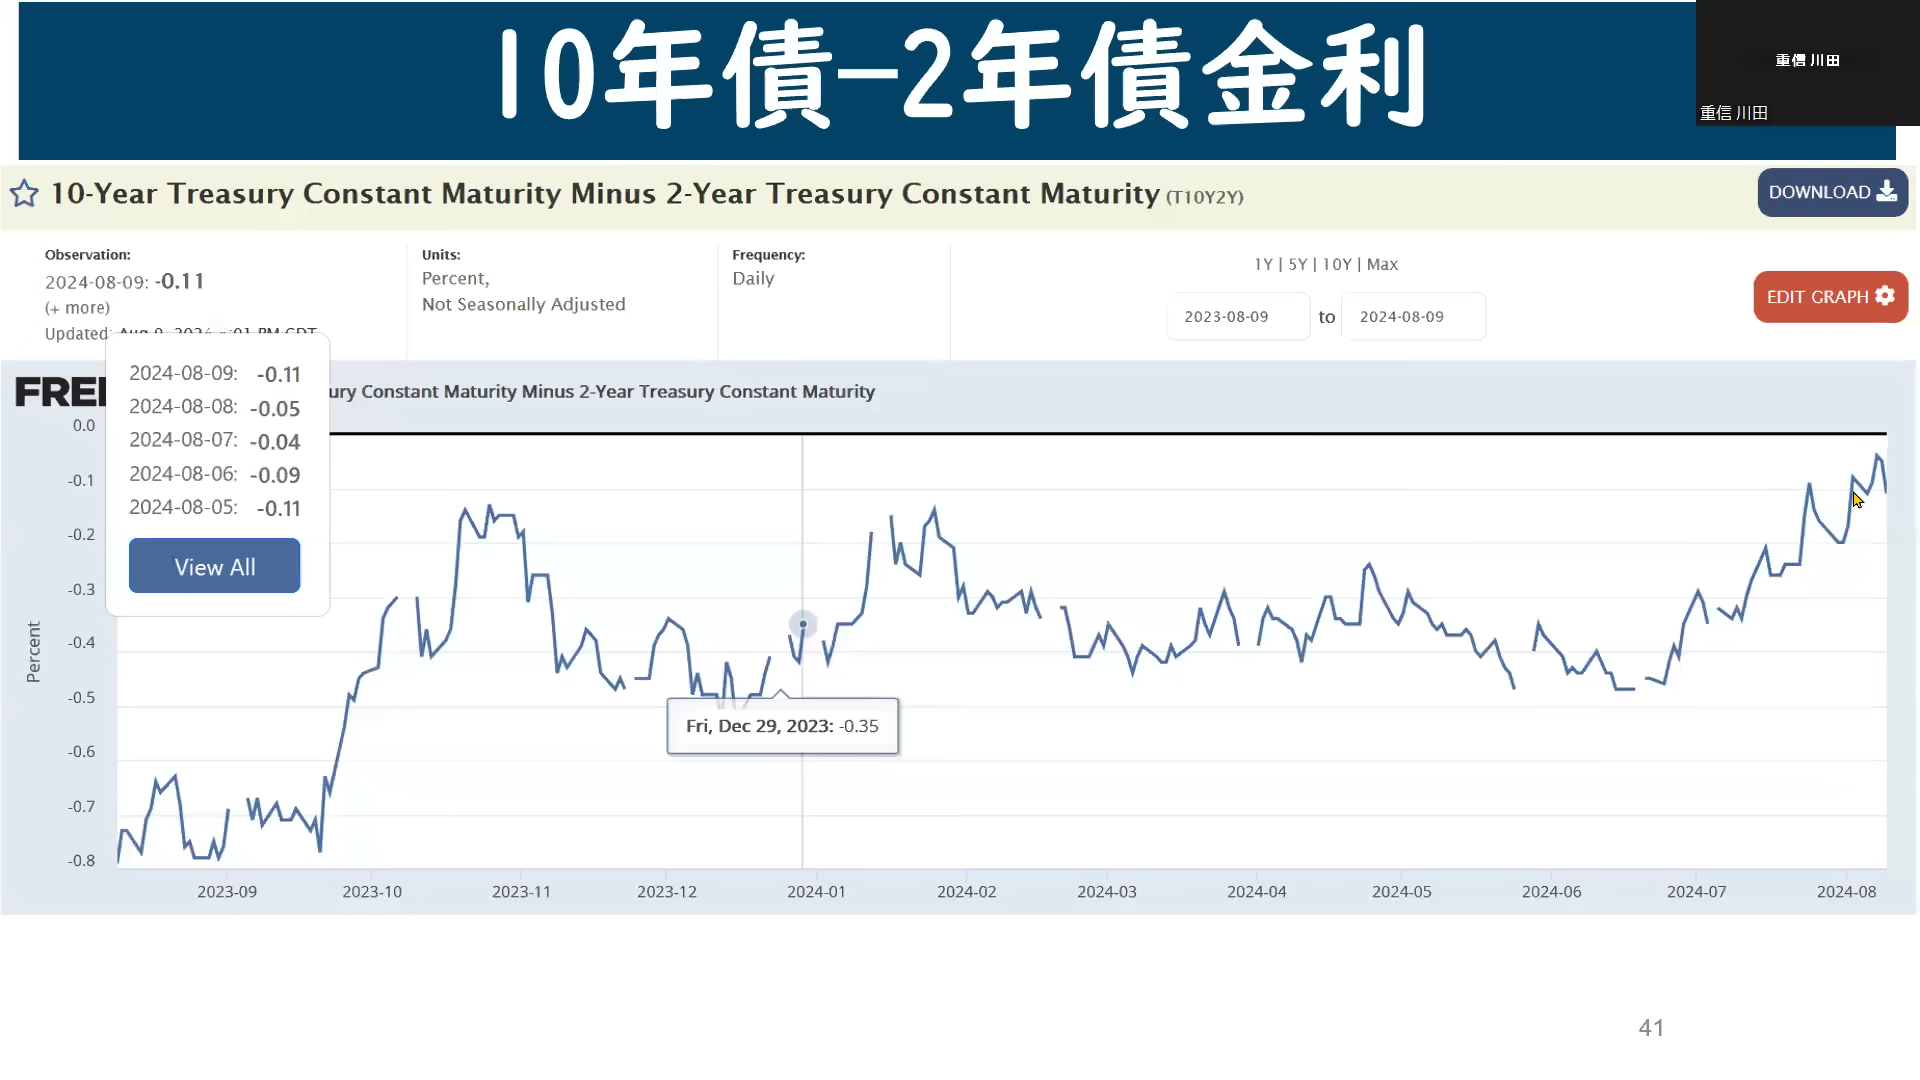 10年債ー2年債金利
重信 川田
重信 川田
10-Year Treasury Constant Maturity Minus 2-Year Treasury Constant Maturity (T10Y2Y)
DOWNLOAD
Observation:
2024-08-09: -0.11
(+ more)
Updated: Aug 9, 2024
PM CDT
Units:
Percent,
Not Seasonally Adjusted
Frequency:
Daily
1Y | 5Y | 10Y | Max
2023-08-09 to 2024-08-09
EDIT GRAPH
2024-08-09: -0.11
2024-08-08: -0.05
2024-08-07: -0.04
2024-08-06: -0.09
2024-08-05: -0.11
View All
FRE
ury Constant Maturity Minus 2-Year Treasury Constant Maturity
0.0
-0.1
-0.2
-0.3
-0.4
-0.5
-0.6
-0.7
-0.8
Percent
Fri, Dec 29, 2023: -0.35
2023-09 2023-10 2023-11 2023-12 2024-01 2024-02 2024-03 2024-04 2024-05 2024-06 2024-07 2024-08
41